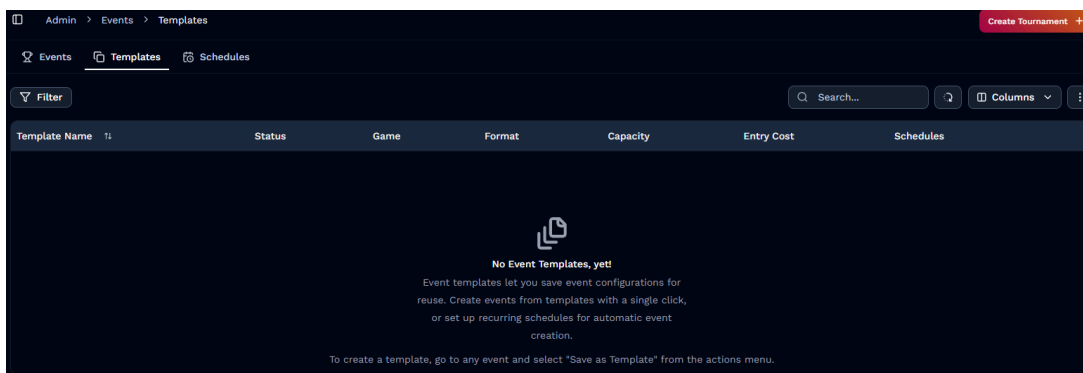 Admin > Events > Templates
Create Tournament +
Events Templates Schedules
Filter
Search...
Columns
Template Name Status Game Format Capacity Entry Cost Schedules
No Event Templates, yet!
Event templates let you save event configurations for
reuse. Create events from templates with a single click,
or set up recurring schedules for automatic event
creation.
To create a template, go to any event and select "Save as Template" from the actions menu.